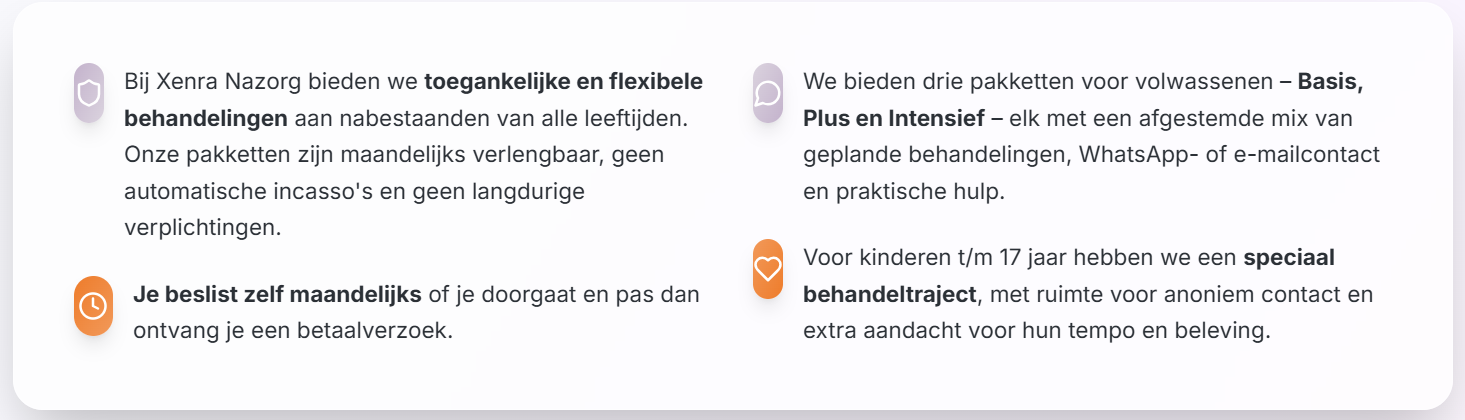 Bij Xenra Nazorg bieden we toegankelijke en flexibele
behandelingen aan nabestaanden van alle leeftijden.
Onze pakketten zijn maandelijks verlengbaar, geen
automatische incasso's en geen langdurige
verplichtingen.
Je beslist zelf maandelijks of je doorgaat en pas dan
ontvang je een betaalverzoek.
We bieden drie pakketten voor volwassenen – Basis,
Plus en Intensief – elk met een afgestemde mix van
geplande behandelingen, WhatsApp- of e-mailcontact
en praktische hulp.
Voor kinderen t/m 17 jaar hebben we een speciaal
behandeltraject, met ruimte voor anoniem contact en
extra aandacht voor hun tempo en beleving.